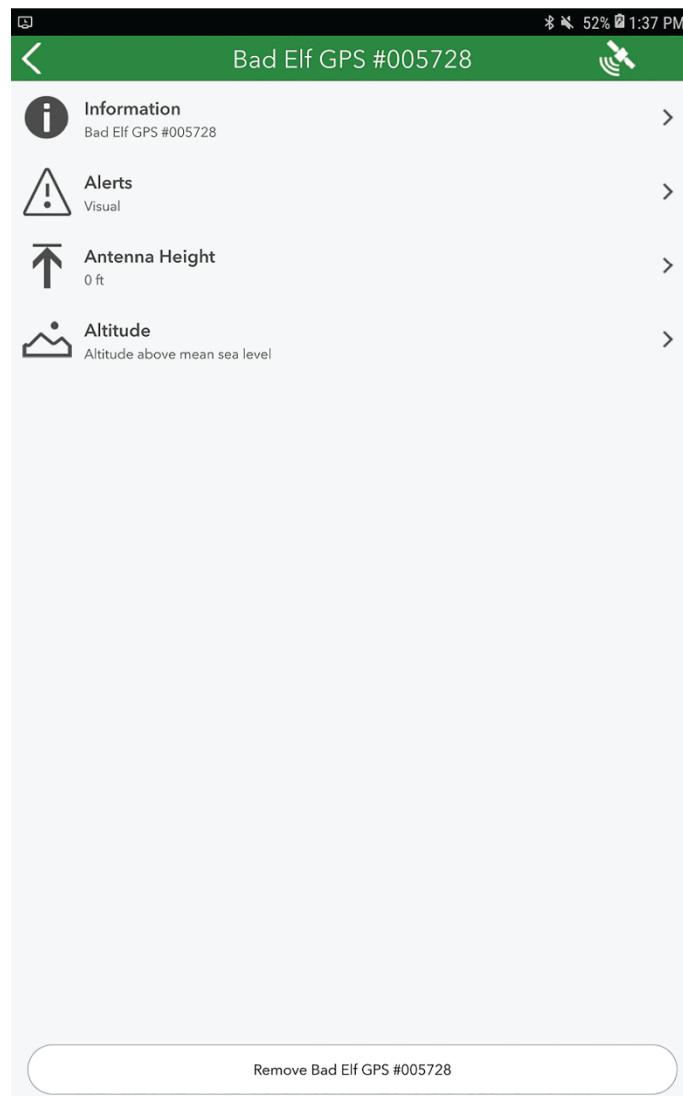 52% 1:37 PM
Bad Elf GPS #005728
Information
Bad Elf GPS #005728
Alerts
Visual
Antenna Height
0 ft
Altitude
Altitude above mean sea level
Remove Bad Elf GPS #005728